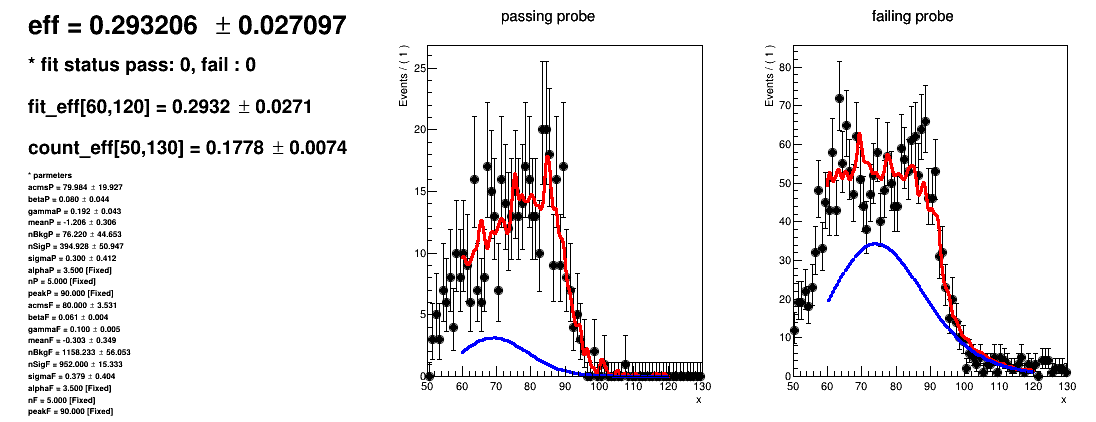 eff = 0.293206 ± 0.027097
* fit status pass: 0, fail : 0
fit_eff[60,120] = 0.2932 ± 0.0271
count_eff[50,130] = 0.1778 ± 0.0074
* parmeters
acmsP = 79.984 ± 19.927
betaP = 0.080 ± 0.044
gammaP = 0.192 ± 0.043
meanP = -1.206 ± 0.306
nBkgP = 76.220 ± 44.653
nSigP = 394.928 ± 50.947
sigmaP = 0.300 ± 0.412
alphaP = 3.500 [Fixed]
nP = 5.000 [Fixed]
peakP = 90.000 [Fixed]
acmsF = 80.000 ± 3.531
betaF = 0.061 ± 0.004
gammaF = 0.100 ± 0.005
meanF = -0.303 ± 0.349
nBkgF = 1158.233 ± 56.053
nSigF = 952.000 ± 15.333
sigmaF = 0.379 ± 0.404
alphaF = 3.500 [Fixed]
nF = 5.000 [Fixed]
peakF = 90.000 [Fixed]
passing probe
Events / ( 1 )
25
20
15
10
5
0
50 60 70 80 90 100 110 120 130
x
failing probe
Events / ( 1 )
80
70
60
50
40
30
20
10
0
50 60 70 80 90 100 110 120 130
x